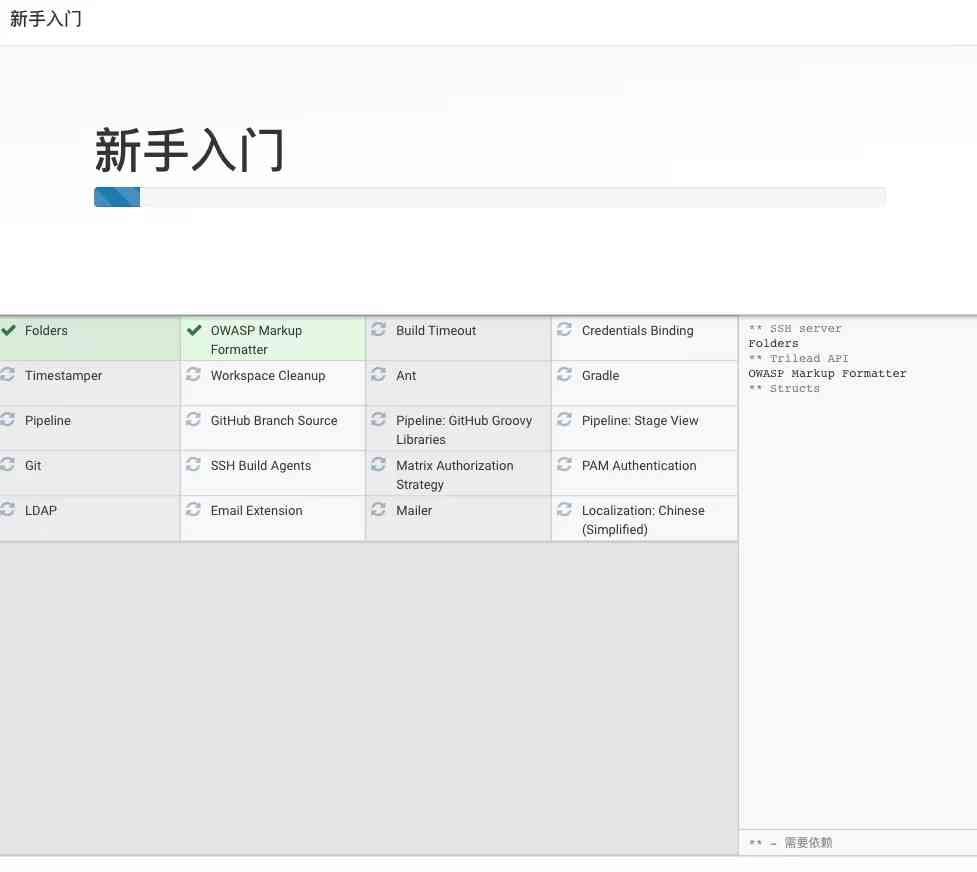 新手入门
新手入门
Folders
OWASP Markup
Formatter
Build Timeout
Credentials Binding
Timestamper
Workspace Cleanup
Ant
Gradle
Pipeline
GitHub Branch Source
Pipeline: GitHub Groovy
Libraries
Pipeline: Stage View
Git
SSH Build Agents
Matrix Authorization
Strategy
PAM Authentication
LDAP
Email Extension
Mailer
Localization: Chinese
(Simplified)
** SSH server
Folders
** Trilead API
OWASP Markup Formatter
** Structs
** - 需要依赖